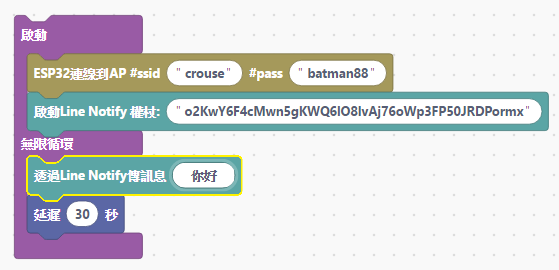 啟動
ESP32連線到AP #ssid "crouse" #pass "batman88"
啟動Line Notify 權杖: "o2KwY6F4cMwn5gKWQ6lO8lvAj76oWp3FP50JRDPormx"
無限循環
透過Line Notify傳訊息 你好
延遲 30 秒